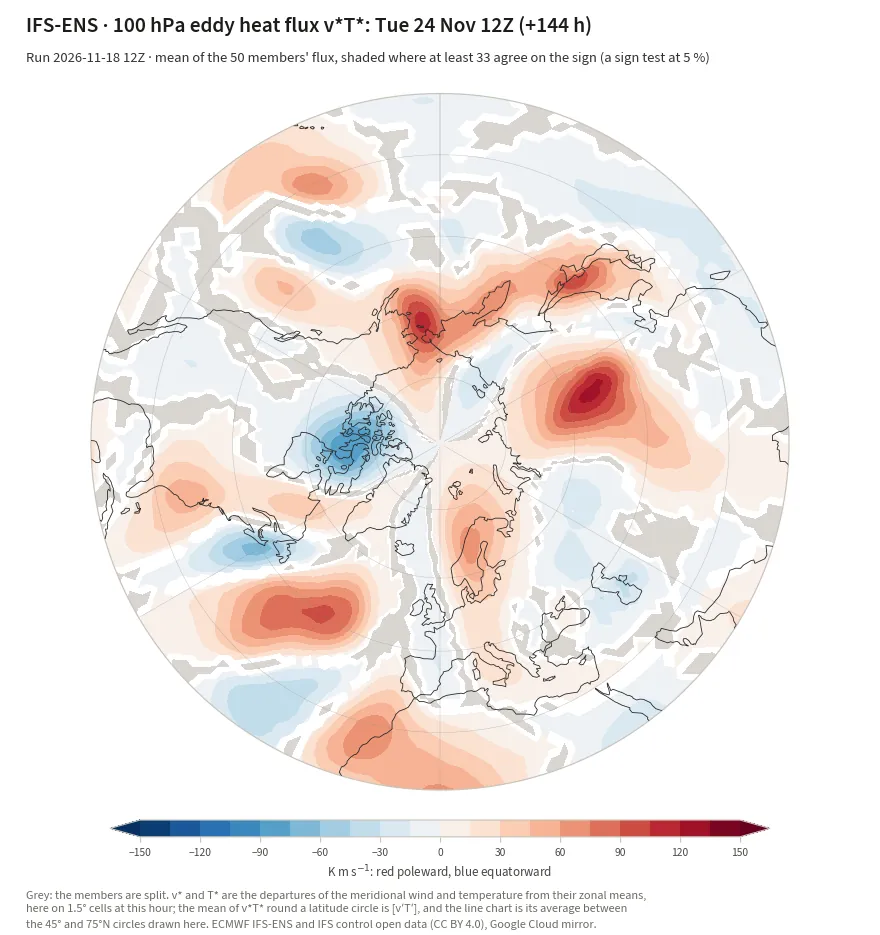 IFS-ENS · 100 hPa eddy heat flux v*T*: Tue 24 Nov 12Z (+144 h)
Run 2026-11-18 12Z · mean of the 50 members' flux, shaded where at least 33 agree on the sign (a sign test at 5 %)
−150 −120 −90 −60 −30 0 30 60 90 120 150
K m s⁻¹: red poleward, blue equatorward
Grey: the members are split. v* and T* are the departures of the meridional wind and temperature from their zonal means,
here on 1.5° cells at this hour; the mean of v*T* round a latitude circle is [v′T′], and the line chart is its average between
the 45° and 75°N circles drawn here. ECMWF IFS-ENS and IFS control open data (CC BY 4.0), Google Cloud mirror.